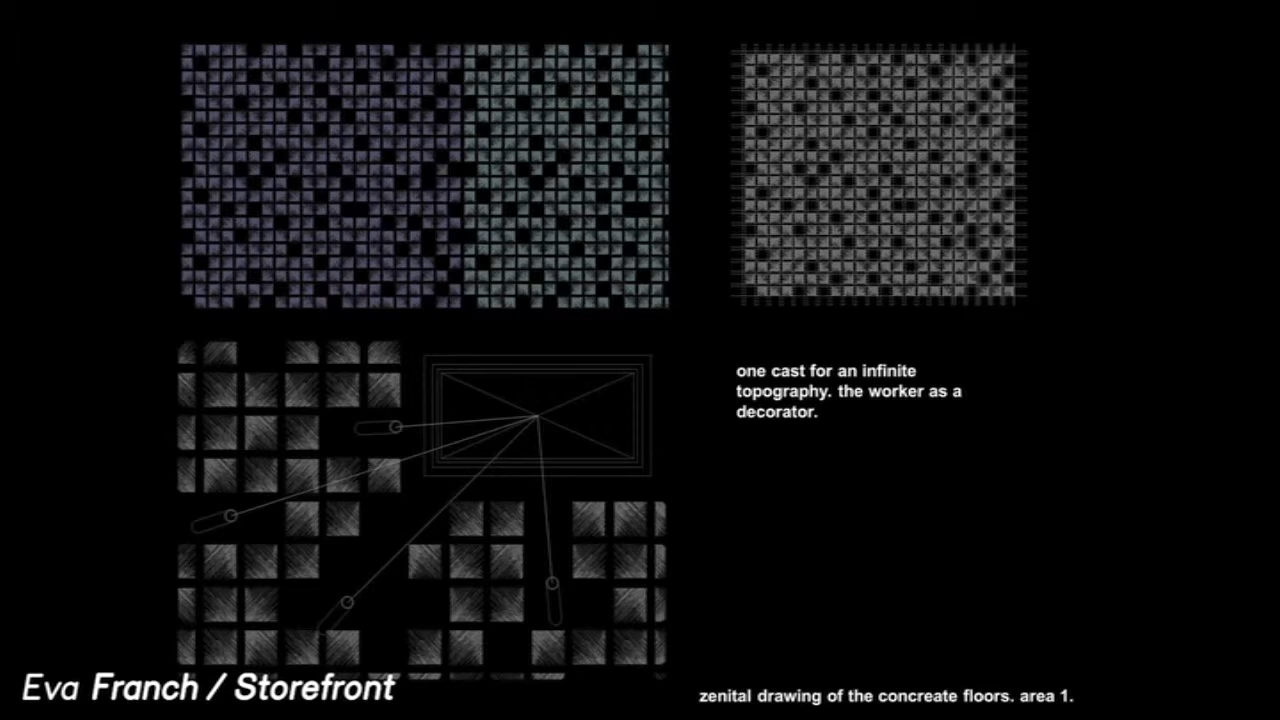 one cast for an infinite
topography. the worker as a
decorator.
Eva Franch / Storefront
zenital drawing of the concreate floors. area 1.